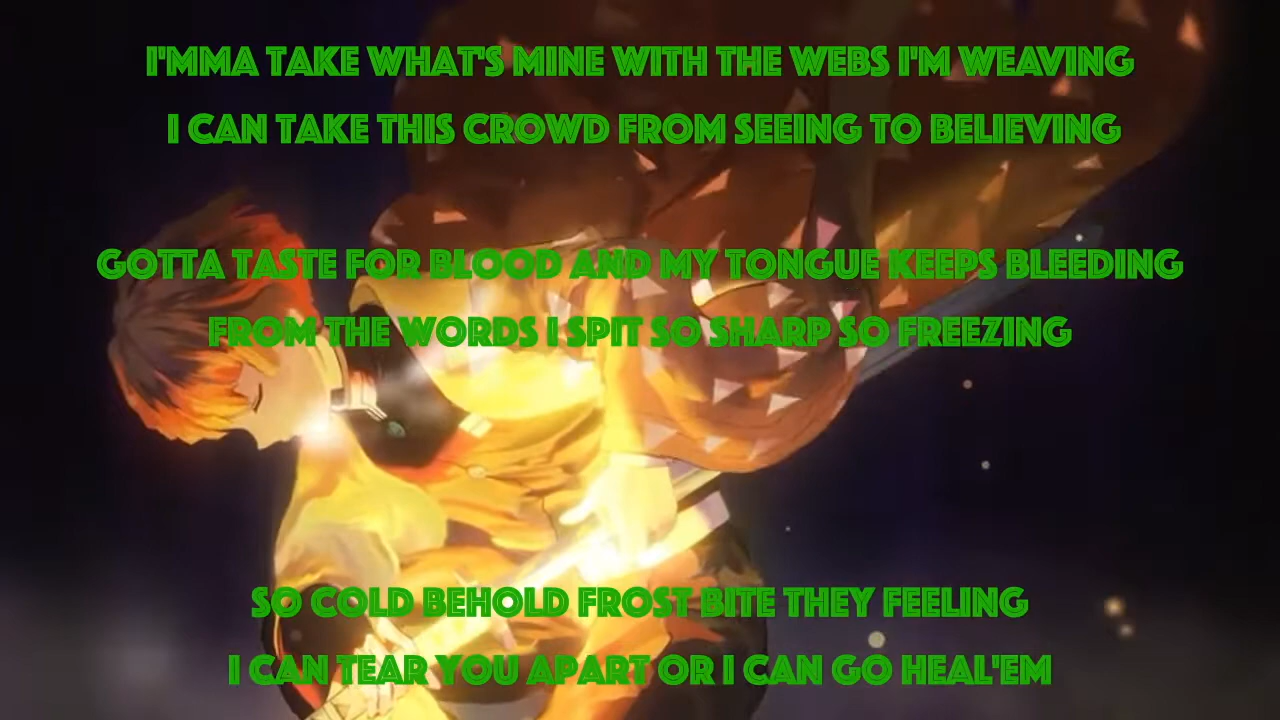 I'MMA TAKE WHAT'S MINE WITH THE WEBS I'M WEAVING
I CAN TAKE THIS CROWD FROM SEEING TO BELIEVING
GOTTA TASTE FOR BLOOD AND MY TONGUE KEEPS BLEEDING
FROM THE WORDS I SPIT SO SHARP SO FREEZING
SO COLD BEHOLD FROST BITE THEY FEELING
I CAN TEAR YOU APART OR I CAN GO HEAL'EM